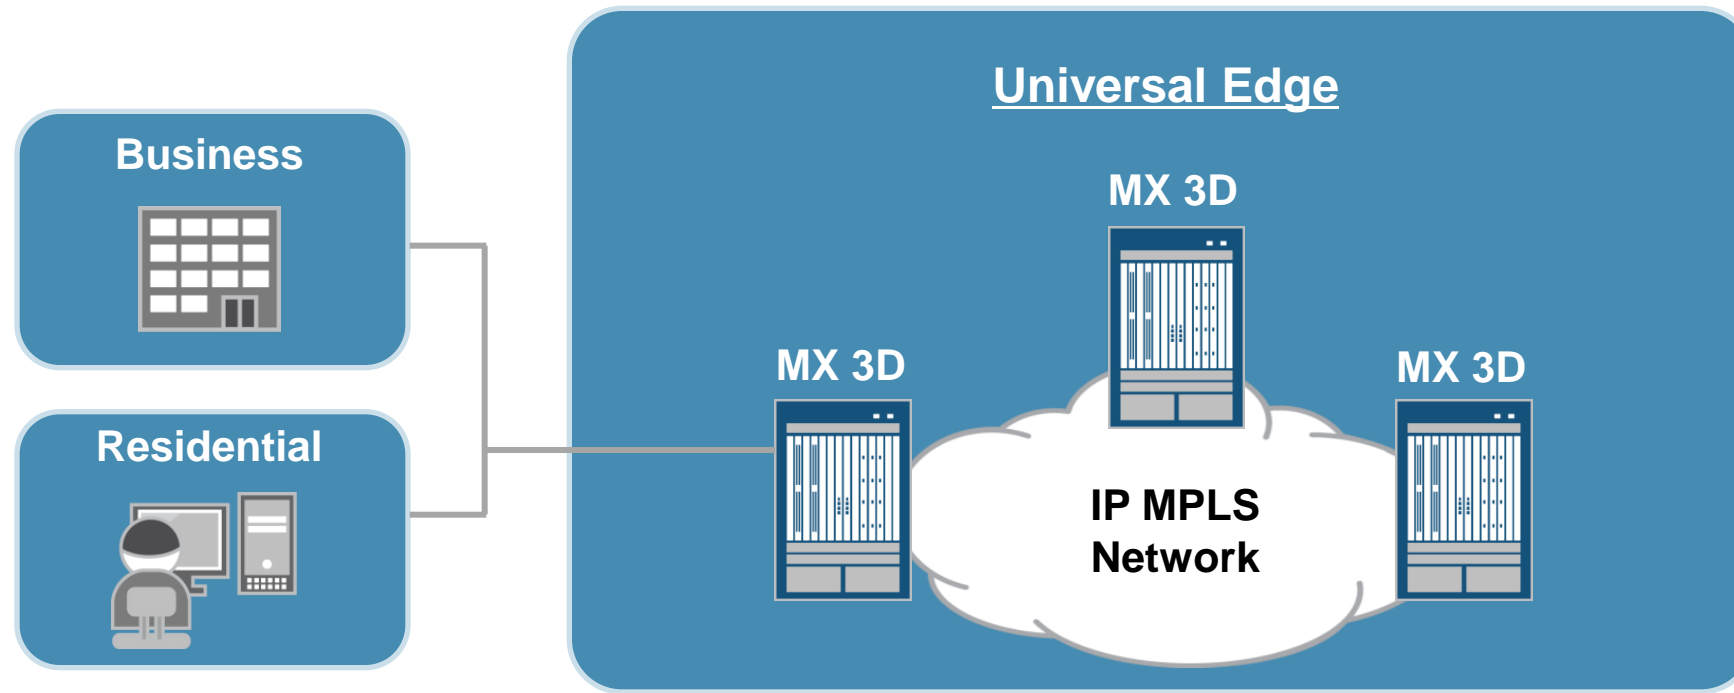 Universal Edge
Business
MX 3D
MX 3D
MX 3D
Residential
IP MPLS
Network